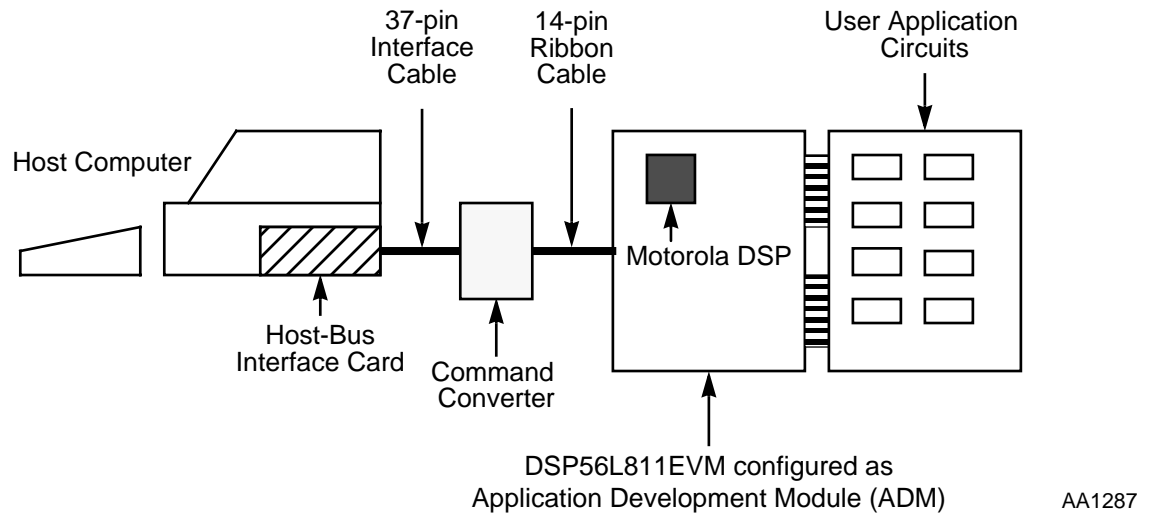 37-pin
Interface
Cable
14-pin
Ribbon
Cable
User Application
Circuits
Host Computer
Motorola DSP
Host-Bus
Interface Card
Command
Converter
DSP56L811EVM configured as
Application Development Module (ADM)
AA1287